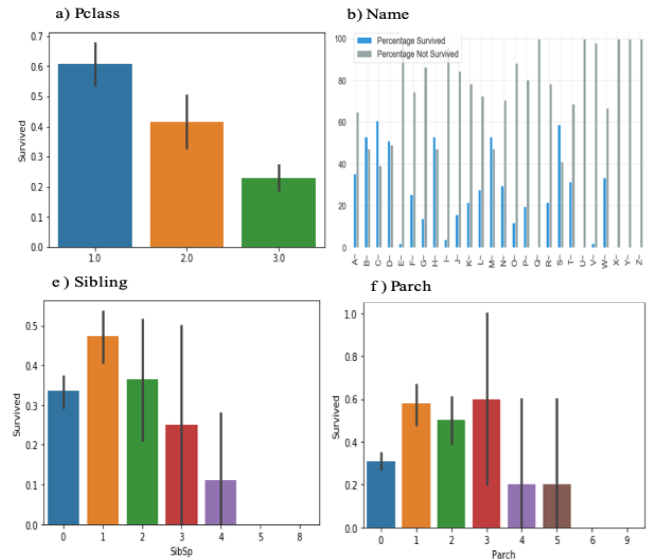 a) Pclass
b) Name
0.7
0.6
0.5
0.4
0.3
0.2
0.1
0.0
Survived
1.0 2.0 3.0
Percentage Survived
Percentage Not Survived
100
80
60
40
20
0
A- B- C- D- E- F- G- H- I- J- K- L- M- N- O- P- Q- R- S- T- U- V- W- X- Y- Z-
e ) Sibling
f ) Parch
0.5
0.4
0.3
0.2
0.1
0.0
Survived
0 1 2 3 4 5 8
SibSp
1.0
0.8
0.6
0.4
0.2
0.0
Survived
0 1 2 3 4 5 6 9
Parch